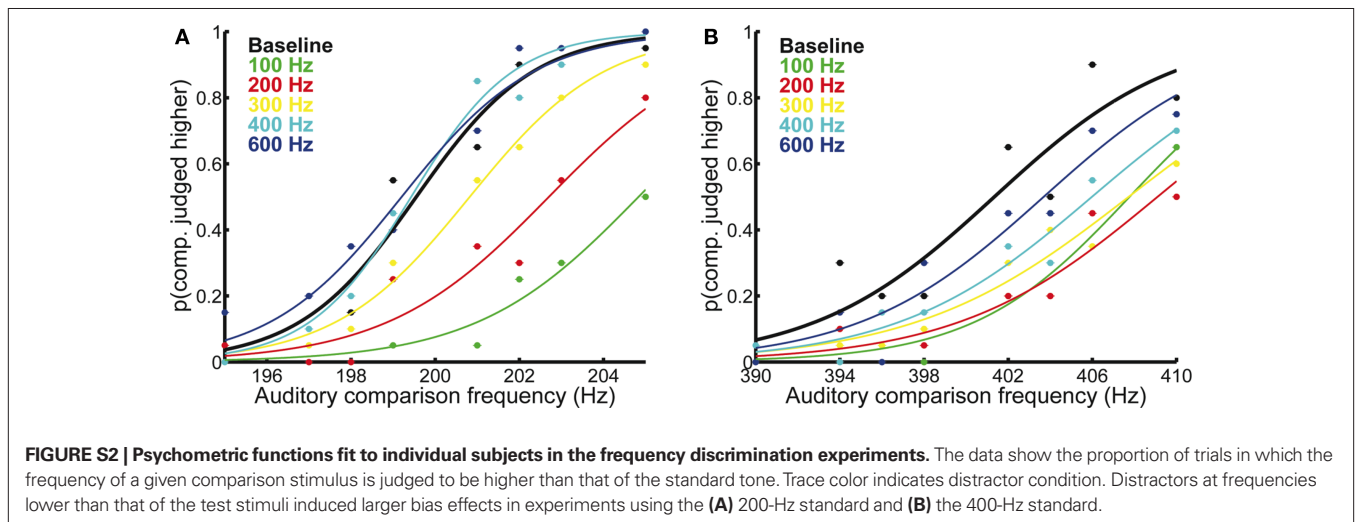 A
Baseline
100 Hz
200 Hz
300 Hz
400 Hz
600 Hz
p(comp. judged higher)
1
0.8
0.6
0.4
0.2
0
196 198 200 202 204
Auditory comparison frequency (Hz)
B
Baseline
100 Hz
200 Hz
300 Hz
400 Hz
600 Hz
p(comp. judged higher)
1
0.8
0.6
0.4
0.2
0
390 394 398 402 406 410
Auditory comparison frequency (Hz)
FIGURE S2 | Psychometric functions fit to individual subjects in the frequency discrimination experiments. The data show the proportion of trials in which the
frequency of a given comparison stimulus is judged to be higher than that of the standard tone. Trace color indicates distractor condition. Distractors at frequencies
lower than that of the test stimuli induced larger bias effects in experiments using the (A) 200-Hz standard and (B) the 400-Hz standard.